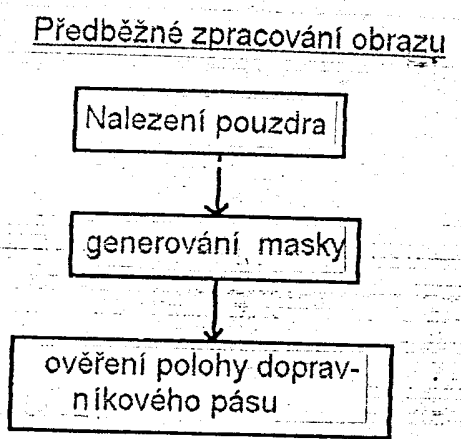 Předběžné zpracování obrazu
Nalezení pouzdra
generování masky
ověření polohy doprav-
níkového pásu